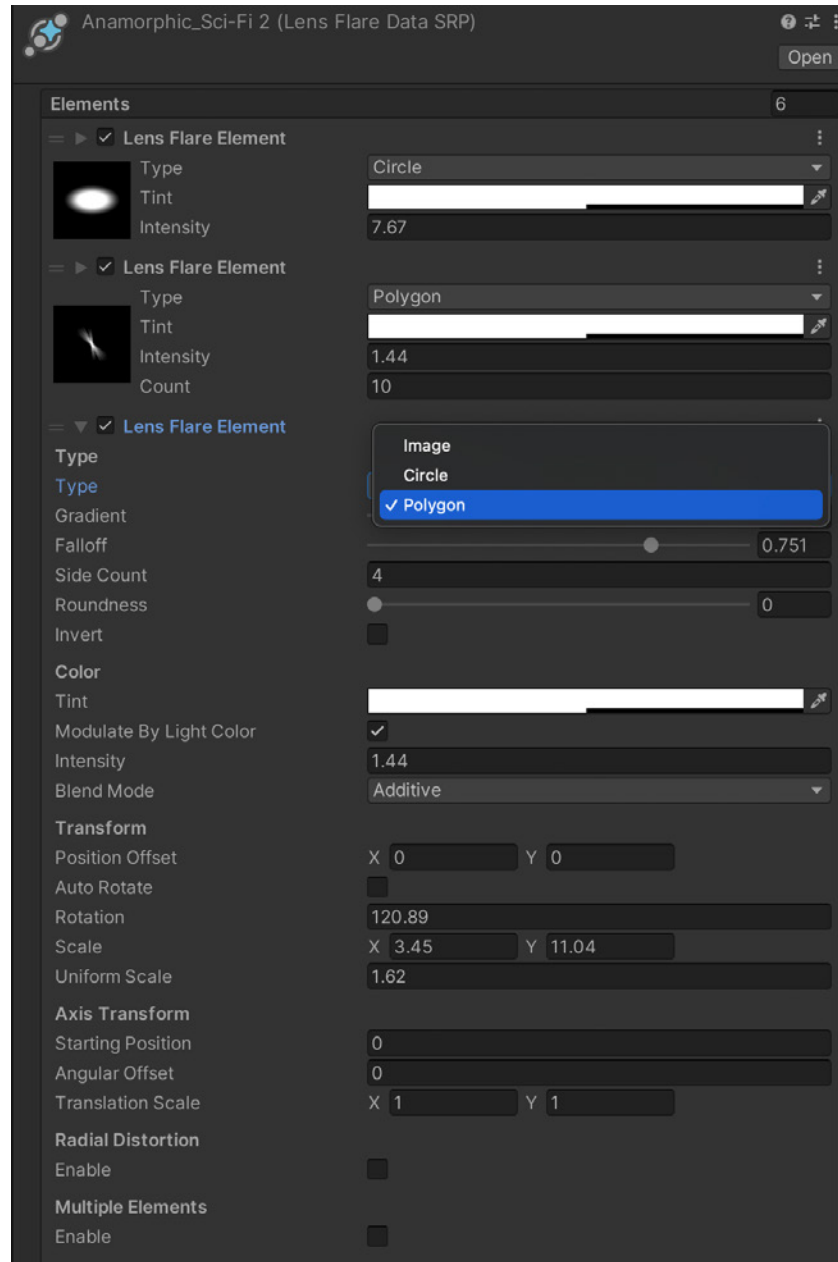 Anamorphic_Sci-Fi 2 (Lens Flare Data SRP)
Open
Elements 6
Lens Flare Element
Type Circle
Tint
Intensity 7.67
Lens Flare Element
Type Polygon
Tint
Intensity 1.44
Count 10
Lens Flare Element
Type
Image
Type
Circle
Gradient
Polygon
Falloff 0.751
Side Count 4
Roundness 0
Invert
Color
Tint
Modulate By Light Color
Intensity 1.44
Blend Mode Additive
Transform
Position Offset X 0 Y 0
Auto Rotate
Rotation 120.89
Scale X 3.45 Y 11.04
Uniform Scale 1.62
Axis Transform
Starting Position 0
Angular Offset 0
Translation Scale X 1 Y 1
Radial Distortion
Enable
Multiple Elements
Enable